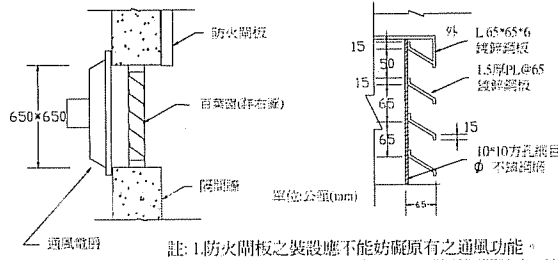 防火閘板
百葉窗(詳右圖)
650×650
隔間牆
通風電扇
外
L 65*65*6
鍍鋅鋼板
15
50
1.5厚PL@65
鍍鋅鋼板
15
65
65
15
10*10方孔網目
不鏽鋼網
單位:公厘(mm)
65
註: 1.防火閘板之裝設應不能妨礙原有之通風功能。